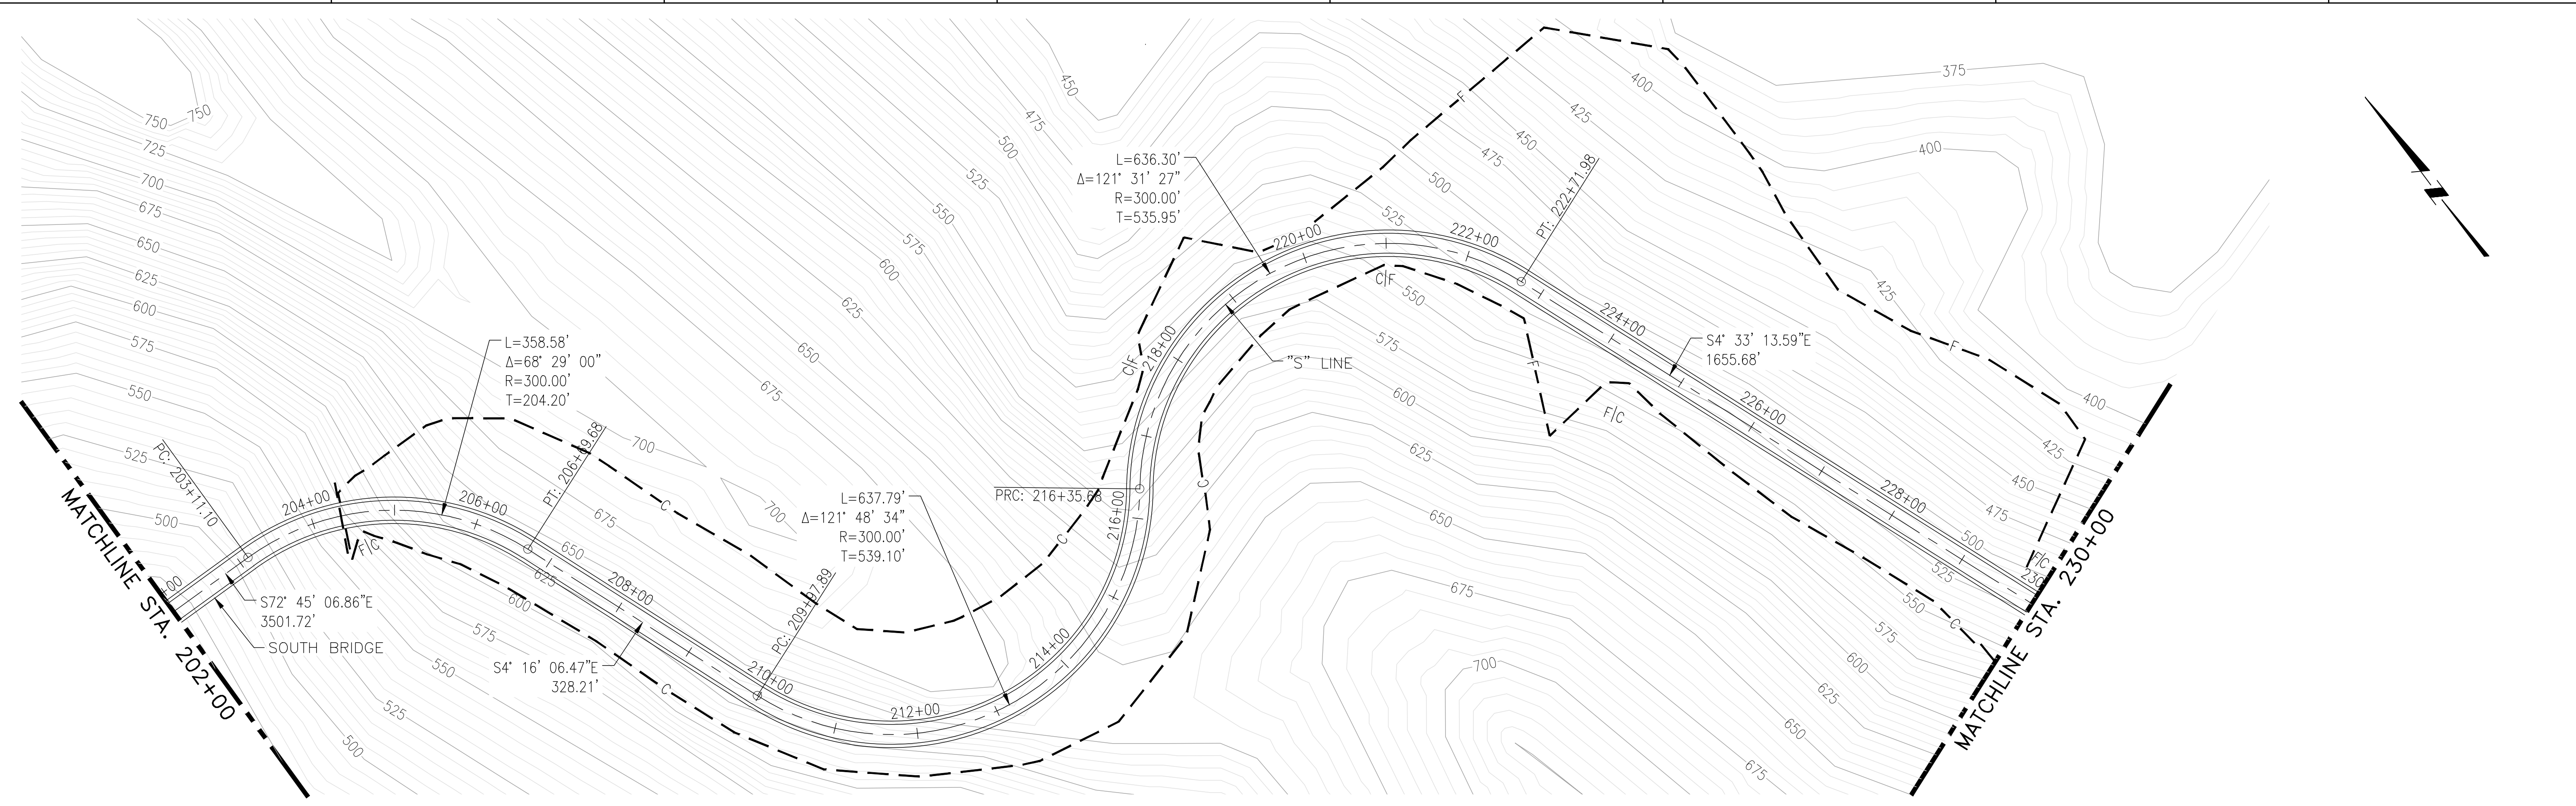 750
750
725
700
675
650
625
600
575
550
525
500
MATCHLINE STA. 202+00
PC: 203+11.10
204+00
F/C
S72° 45' 06.86"E
3501.72'
SOUTH BRIDGE
L=358.58'
Δ=68° 29' 00"
R=300.00'
T=204.20'
206+00
PT: 206+69.68
C
700
675
650
625
600
575
550
525
500
208+00
S4° 16' 06.47"E
328.21'
C
210+00
PC: 209+97.89
700
L=637.79'
Δ=121° 48' 34"
R=300.00'
T=539.10'
212+00
214+00
C
PRC: 216+35.68
216+00
C
450
475
500
525
550
575
600
625
650
675
L=636.30'
Δ=121° 31' 27"
R=300.00'
T=535.95'
C/F
218+00
"S" LINE
220+00
C/F
222+00
PT: 222+71.98
F
400
425
450
475
500
525
550
575
600
625
650
675
700
F
F/C
224+00
S4° 33' 13.59"E
1655.68'
226+00
228+00
375
400
425
F
400
425
450
475
500
525
550
575
600
625
650
675
C
F/C
230
MATCHLINE STA. 230+00